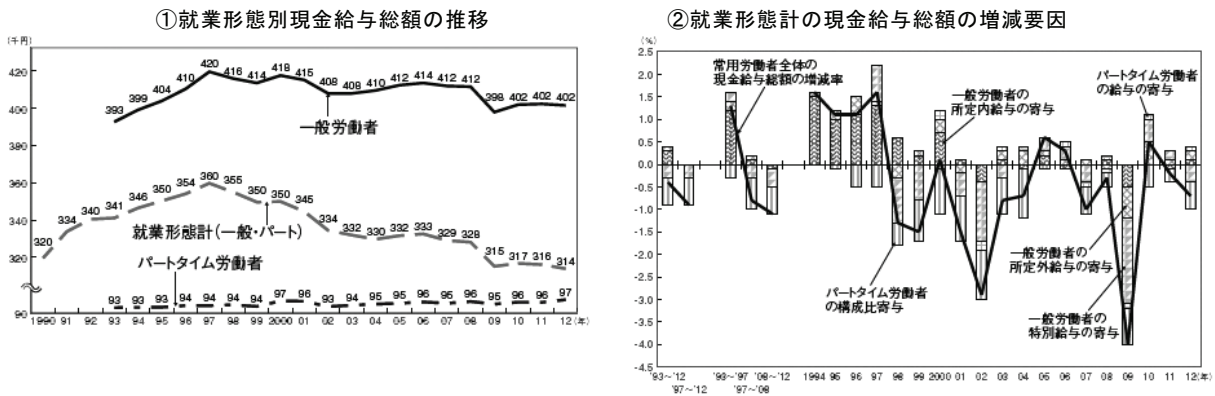 ①就業形態別現金給与総額の推移
(千円)
420
400
360
340
320
90
393 399 404 410 420 416 414 418 415 408 408 410 412 414 412 412 398 402 402 402
一般労働者
320 334 340 341 346 350 354 360 355 350 350 345 334 332 330 332 333 329 328 315 317 316 314
就業形態計(一般・パート)
パートタイム労働者
93 93 93 94 94 94 94 97 96 93 94 95 95 96 95 96 95 96 96 97
1990 91 92 93 94 95 96 97 98 99 2000 01 02 03 04 05 06 07 08 09 10 11 12(年)
②就業形態計の現金給与総額の増減要因
(%)
2.5
2.0
1.5
1.0
0.5
0.0
-0.5
-1.0
-1.5
-2.0
-2.5
-3.0
-3.5
-4.0
-4.5
常用労働者全体の
現金給与総額の増減率
一般労働者の
所定内給与の寄与
パートタイム労働者
の給与の寄与
パートタイム労働者
の構成比寄与
一般労働者の
所定外給与の寄与
一般労働者の
特別給与の寄与
'93～'12 '93～'97 '08～'12 1994 95 96 97 98 99 2000 01 02 03 04 05 06 07 08 09 10 11 12(年)
'97～'12 '97～'08